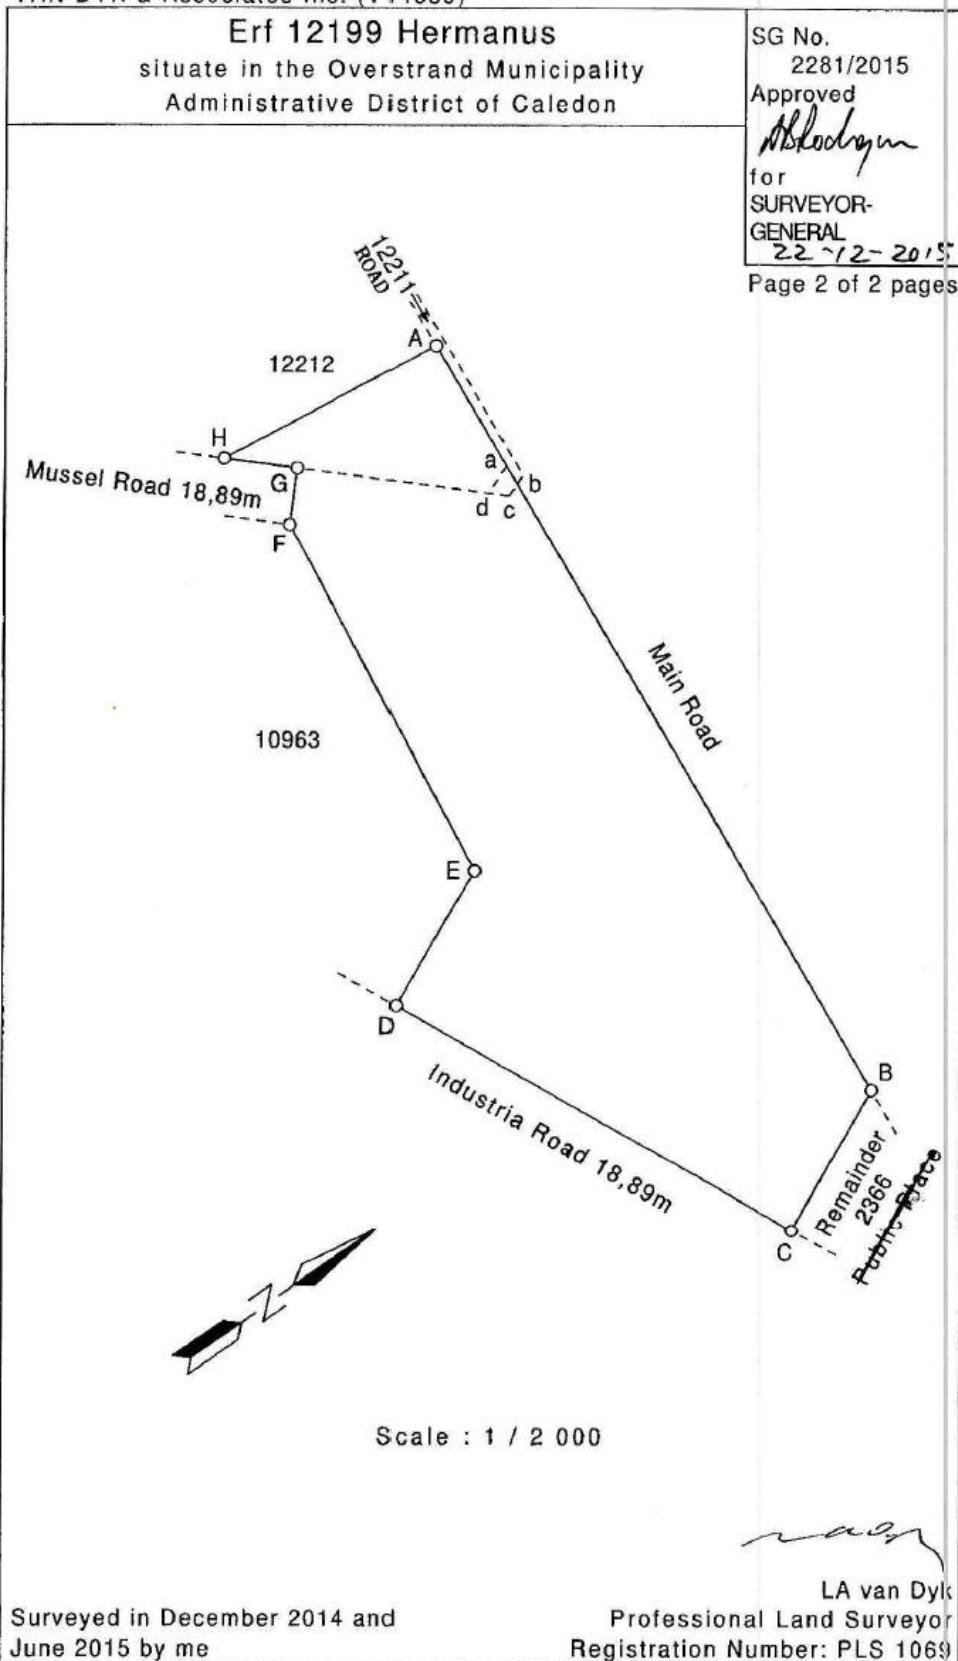 Erf 12199 Hermanus
situate in the Overstrand Municipality
Administrative District of Caledon
SG No.
2281/2015
Approved
for
SURVEYOR-
GENERAL
22-12-2015
Page 2 of 2 pages
12211
ROAD
A
12212
H
a
G
b
Mussel Road 18,89m
d c
F
Main Road
10963
E
D
B
Industria Road 18,89m
Remainder
2366
Public Place
C
N
Scale : 1 / 2 000
LA van Dyk
Surveyed in December 2014 and
Professional Land Surveyor
June 2015 by me
Registration Number: PLS 1069